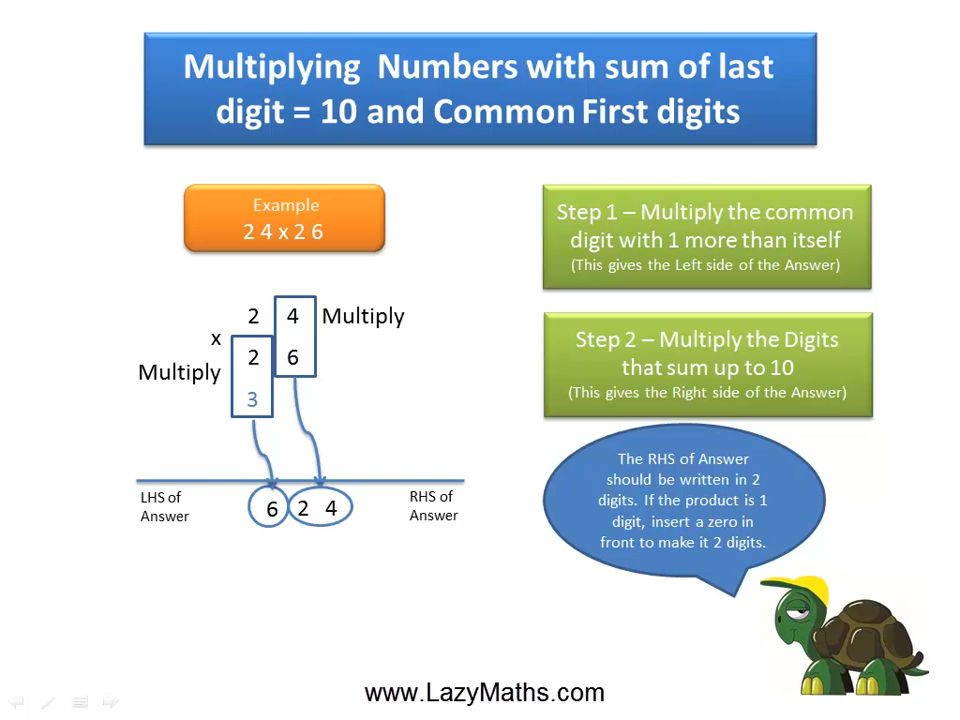 Multiplying Numbers with sum of last
digit = 10 and Common First digits
Example
2 4 x 2 6
Step 1 – Multiply the common
digit with 1 more than itself
(This gives the Left side of the Answer)
2 4 Multiply
x
2 6
Multiply
3
Step 2 – Multiply the Digits
that sum up to 10
(This gives the Right side of the Answer)
LHS of
Answer
6 2 4
RHS of
Answer
The RHS of Answer
should be written in 2
digits. If the product is 1
digit, insert a zero in
front to make it 2 digits.
www.LazyMaths.com